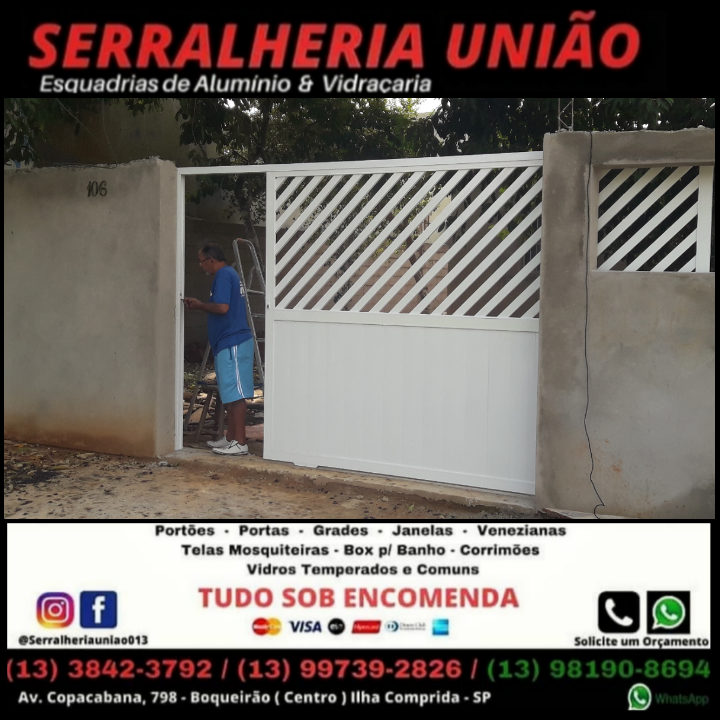 SERRALHERIA UNIÃO
Esquadrias de Alumínio & Vidraçaria
106
Portões - Portas - Grades - Janelas - Venezianas
Telas Mosquiteiras - Box p/ Banho - Corrimões
Vidros Temperados e Comuns
TUDO SOB ENCOMENDA
VISA
@Serralheriauniao013
Solicite um Orçamento
(13) 3842-3792 / (13) 99739-2826 / (13) 98190-8694
Av. Copacabana, 798 - Boqueirão ( Centro ) Ilha Comprida - SP
WhatsApp